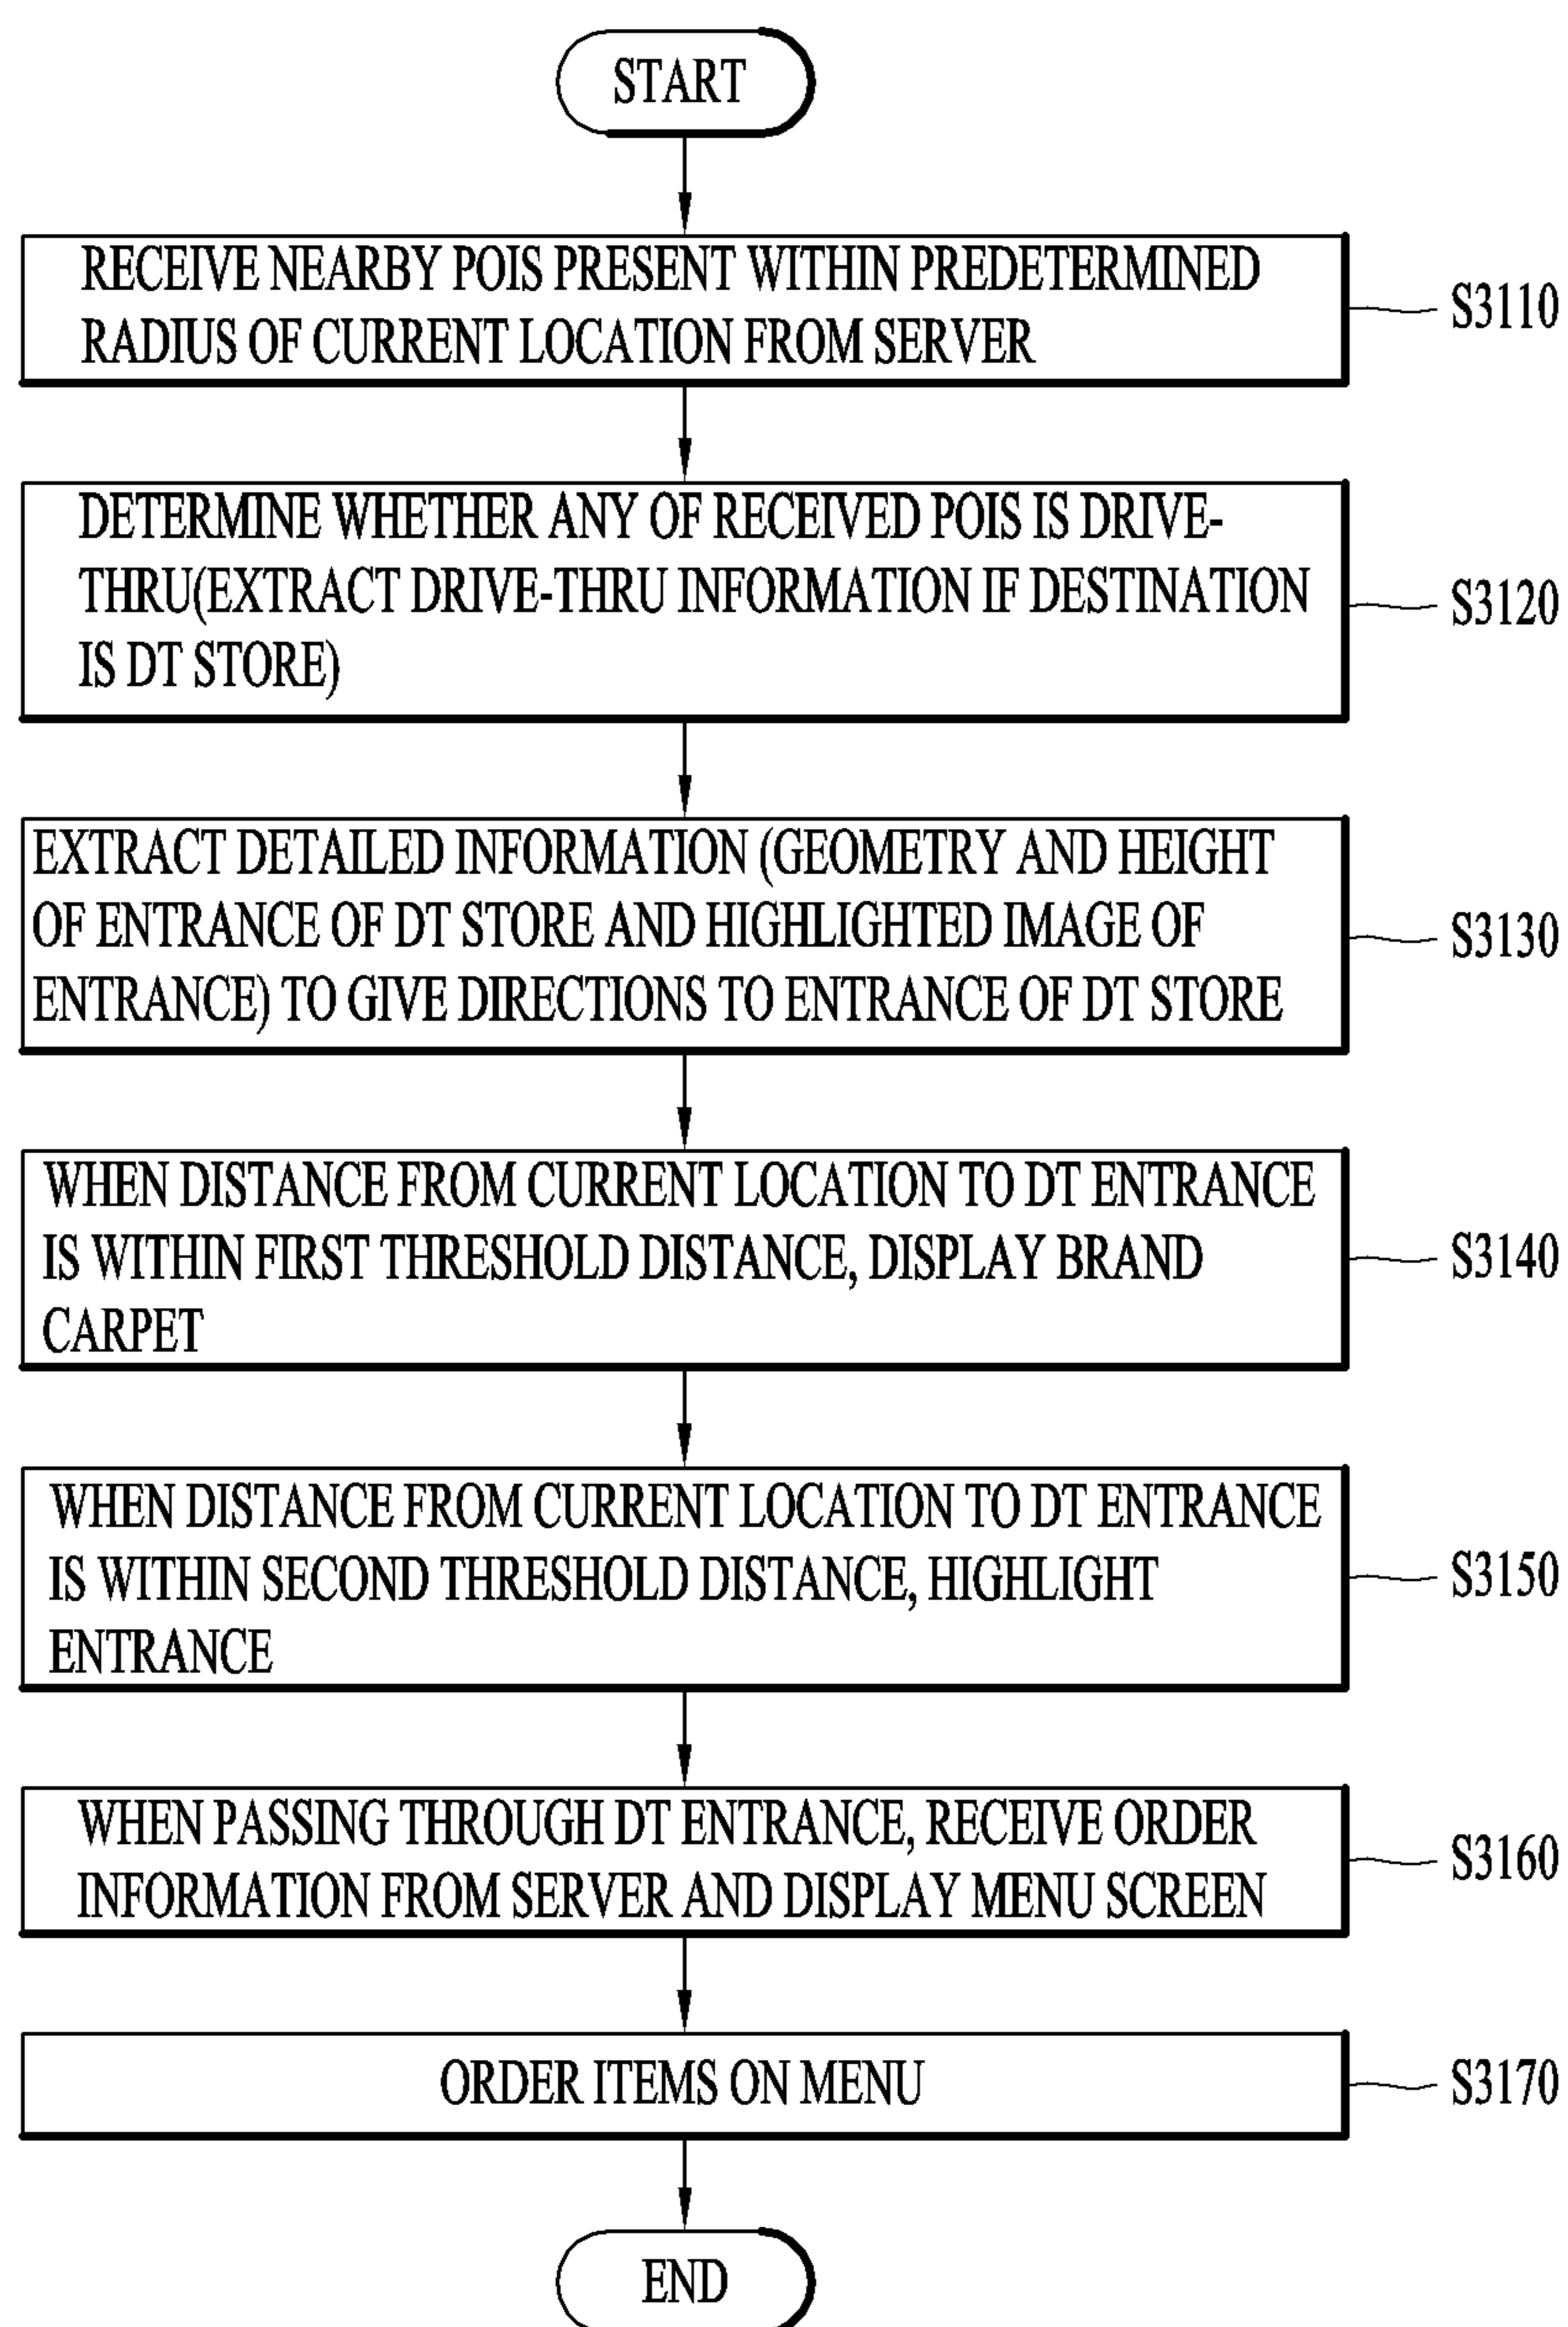 START
RECEIVE NEARBY POIS PRESENT WITHIN PREDETERMINED
RADIUS OF CURRENT LOCATION FROM SERVER
S3110
DETERMINE WHETHER ANY OF RECEIVED POIS IS DRIVE-
THRU(EXTRACT DRIVE-THRU INFORMATION IF DESTINATION
IS DT STORE)
S3120
EXTRACT DETAILED INFORMATION (GEOMETRY AND HEIGHT
OF ENTRANCE OF DT STORE AND HIGHLIGHTED IMAGE OF
ENTRANCE) TO GIVE DIRECTIONS TO ENTRANCE OF DT STORE
S3130
WHEN DISTANCE FROM CURRENT LOCATION TO DT ENTRANCE
IS WITHIN FIRST THRESHOLD DISTANCE, DISPLAY BRAND
CARPET
S3140
WHEN DISTANCE FROM CURRENT LOCATION TO DT ENTRANCE
IS WITHIN SECOND THRESHOLD DISTANCE, HIGHLIGHT
ENTRANCE
S3150
WHEN PASSING THROUGH DT ENTRANCE, RECEIVE ORDER
INFORMATION FROM SERVER AND DISPLAY MENU SCREEN
S3160
ORDER ITEMS ON MENU
S3170
END